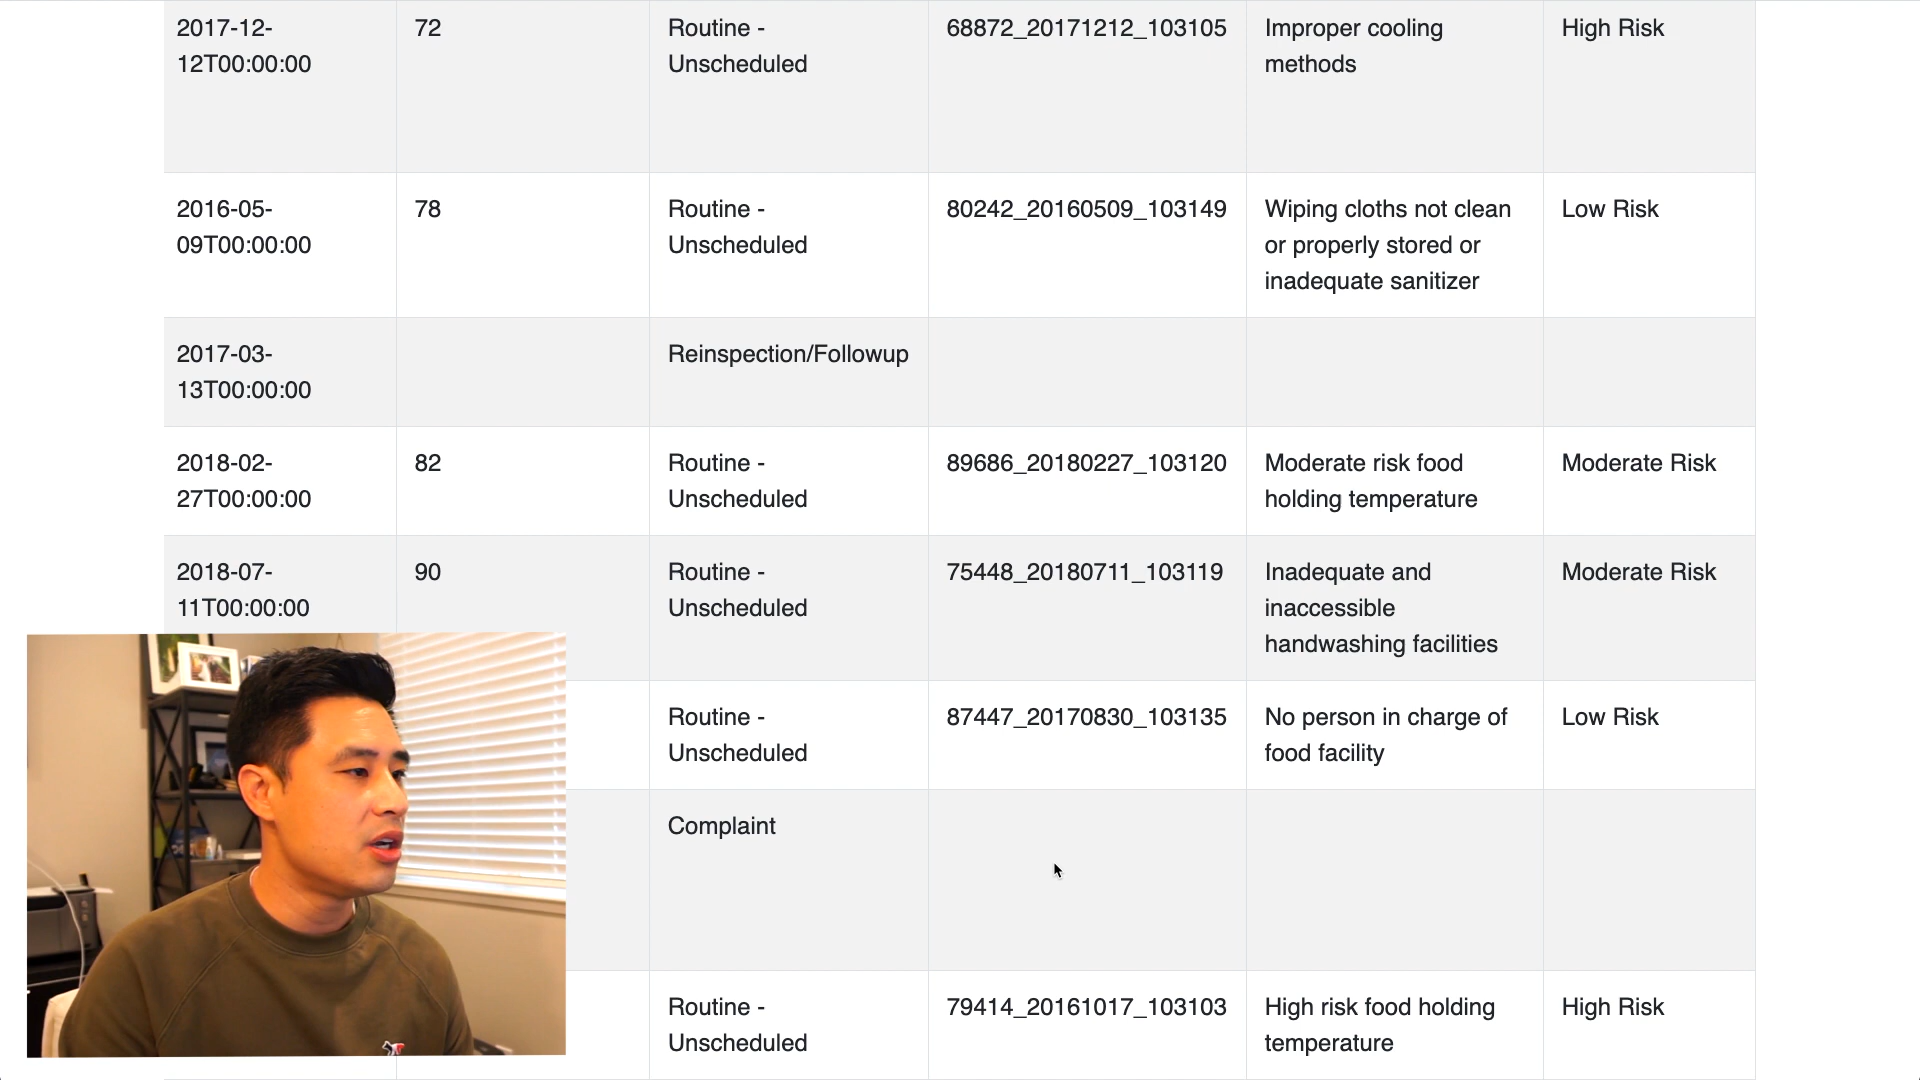 2017-12-
12T00:00:00
72
Routine -
Unscheduled
68872_20171212_103105
Improper cooling
methods
High Risk
2016-05-
09T00:00:00
78
Routine -
Unscheduled
80242_20160509_103149
Wiping cloths not clean
or properly stored or
inadequate sanitizer
Low Risk
2017-03-
13T00:00:00
Reinspection/Followup
2018-02-
27T00:00:00
82
Routine -
Unscheduled
89686_20180227_103120
Moderate risk food
holding temperature
Moderate Risk
2018-07-
11T00:00:00
90
Routine -
Unscheduled
75448_20180711_103119
Inadequate and
inaccessible
handwashing facilities
Moderate Risk
Routine -
Unscheduled
87447_20170830_103135
No person in charge of
food facility
Low Risk
Complaint
Routine -
Unscheduled
79414_20161017_103103
High risk food holding
temperature
High Risk